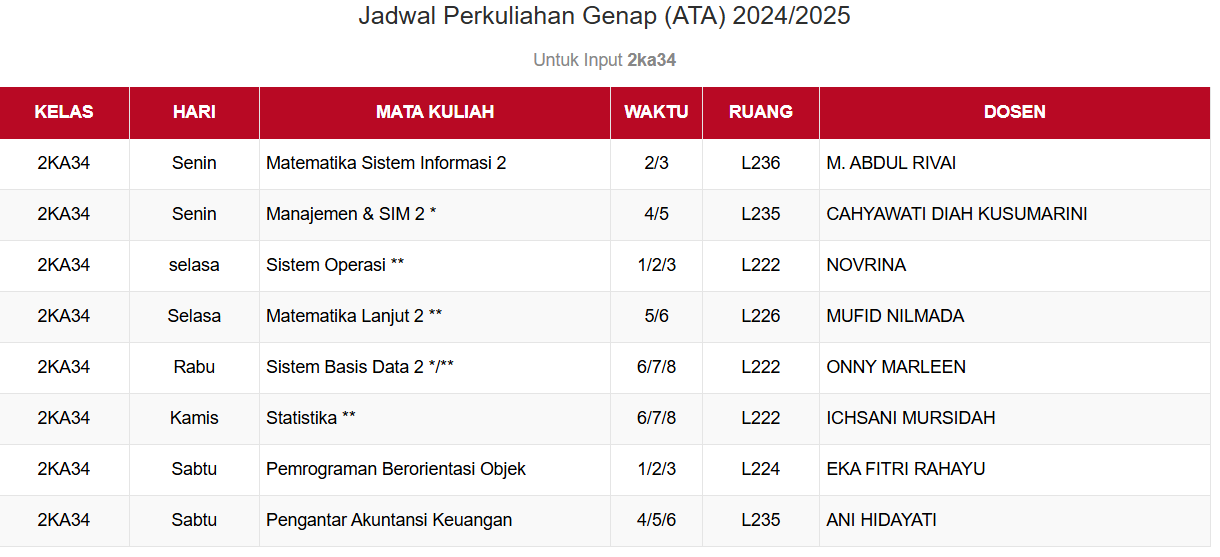 Jadwal Perkuliahan Genap (ATA) 2024/2025
Untuk Input 2ka34
KELAS HARI MATA KULIAH WAKTU RUANG DOSEN
2KA34 Senin Matematika Sistem Informasi 2 2/3 L236 M. ABDUL RIVAI
2KA34 Senin Manajemen & SIM 2 * 4/5 L235 CAHYAWATI DIAH KUSUMARINI
2KA34 selasa Sistem Operasi ** 1/2/3 L222 NOVRINA
2KA34 Selasa Matematika Lanjut 2 ** 5/6 L226 MUFID NILMADA
2KA34 Rabu Sistem Basis Data 2 */** 6/7/8 L222 ONNY MARLEEN
2KA34 Kamis Statistika ** 6/7/8 L222 ICHSANI MURSIDAH
2KA34 Sabtu Pemrograman Berorientasi Objek 1/2/3 L224 EKA FITRI RAHAYU
2KA34 Sabtu Pengantar Akuntansi Keuangan 4/5/6 L235 ANI HIDAYATI